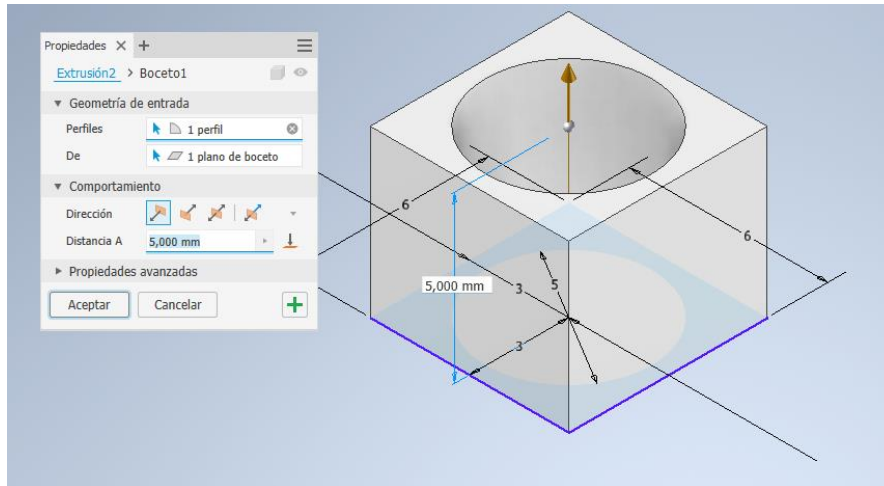 Propiedades × +
Extrusión2 > Boceto1
Geometría de entrada
Perfiles 1 perfil
De 1 plano de boceto
Comportamiento
Dirección
Distancia A 5,000 mm
Propiedades avanzadas
Aceptar Cancelar +
6
6
5,000 mm
3
5
3